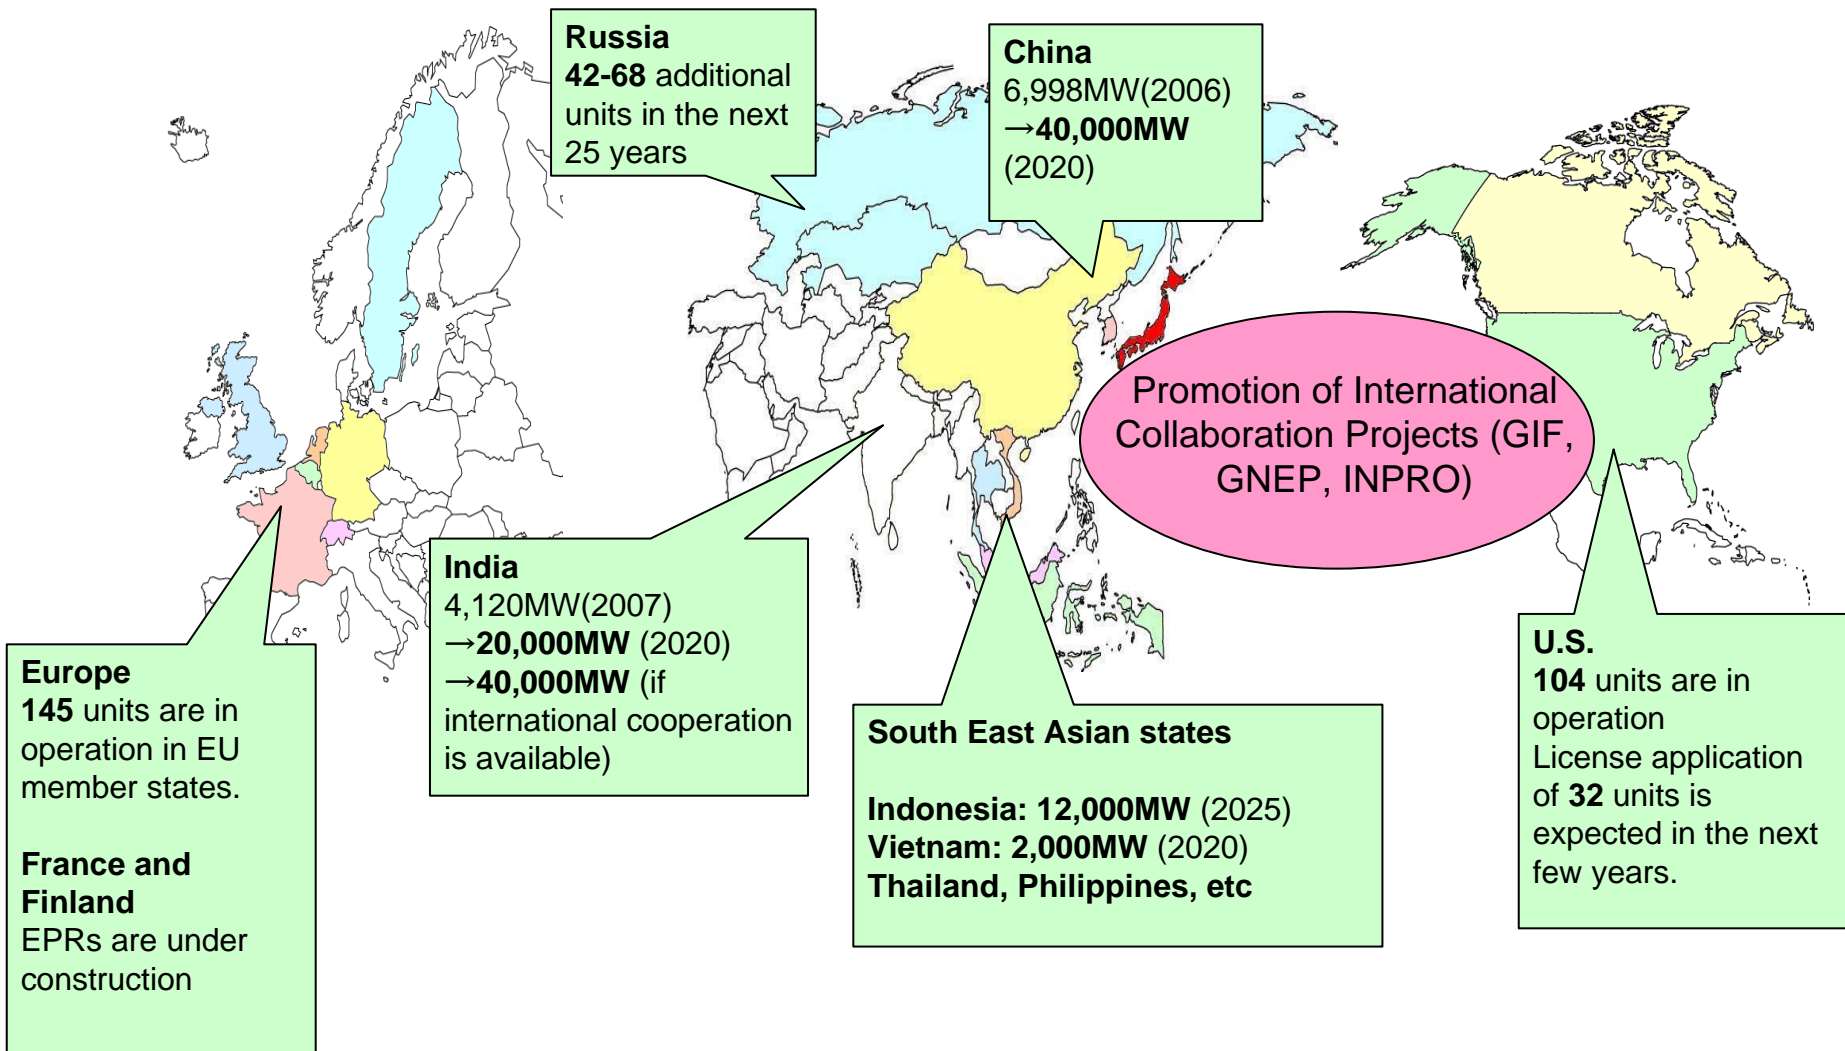 Russia
42-68 additional
units in the next
25 years
China
6,998MW(2006)
→40,000MW
(2020)
Promotion of International
Collaboration Projects (GIF,
GNEP, INPRO)
India
4,120MW(2007)
→20,000MW (2020)
→40,000MW (if
international cooperation
is available)
Europe
145 units are in
operation in EU
member states.
France and
Finland
EPRs are under
construction
South East Asian states
Indonesia: 12,000MW (2025)
Vietnam: 2,000MW (2020)
Thailand, Philippines, etc
U.S.
104 units are in
operation
License application
of 32 units is
expected in the next
few years.